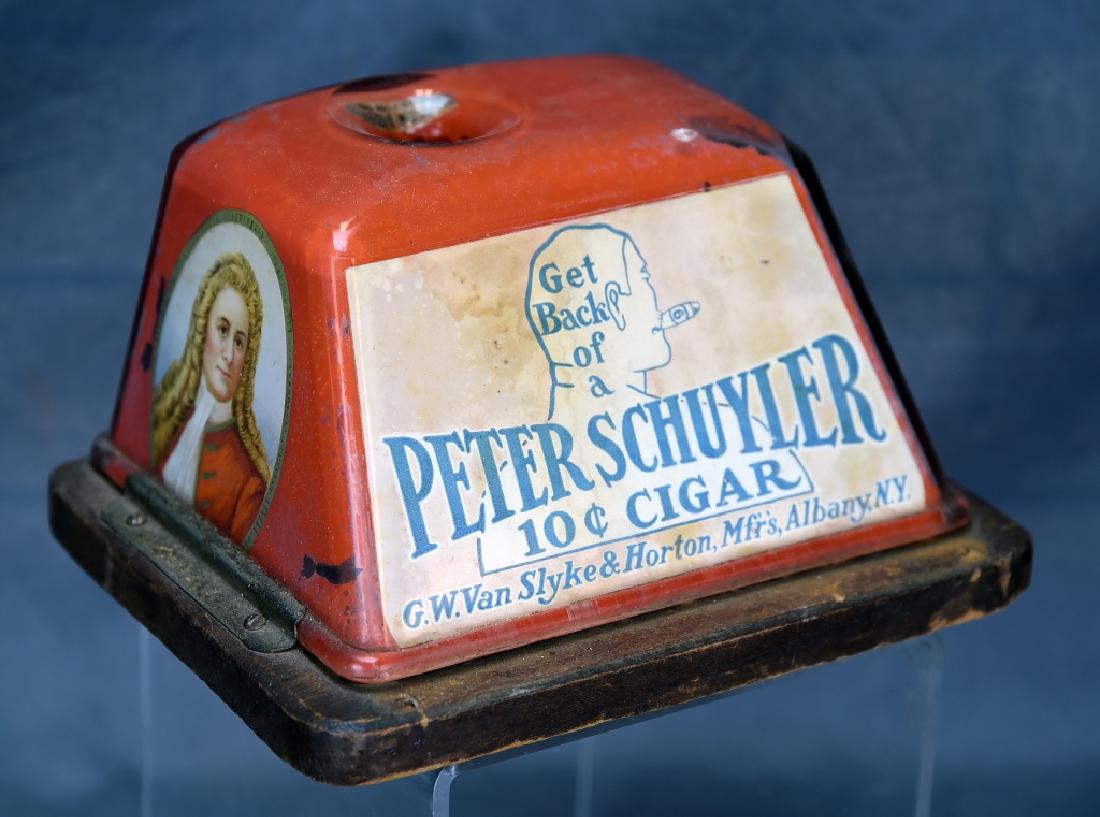 Get
Back
of
a
PETER SCHUYLER
10¢ CIGAR
G.W. Van Slyke & Horton, Mfr's, Albany, N.Y.